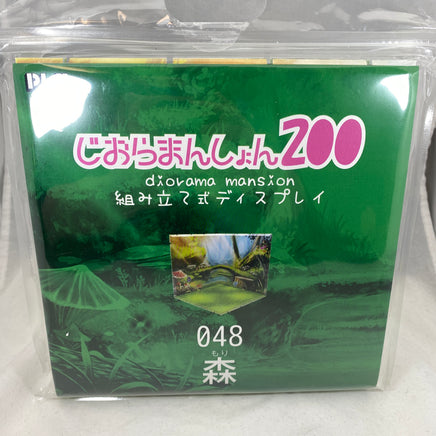 じおらまんしょん200
diorama mansion
組み立て式ディスプレイ
048
もり
森